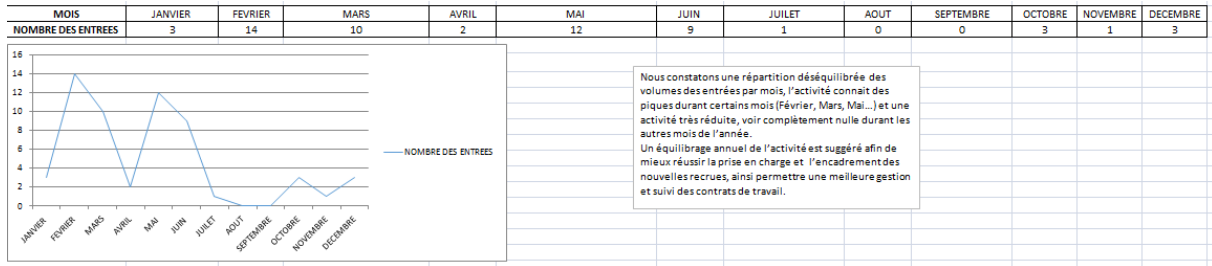 MOIS JANVIER FEVRIER MARS AVRIL MAI JUIN JUILET AOUT SEPTEMBRE OCTOBRE NOVEMBRE DECEMBRE
NOMBRE DES ENTREES 3 14 10 2 12 9 1 0 0 3 1 3
16
14
12
10
8
6
4
2
0
JANVIER FEVRIER MARS AVRIL MAI JUIN JUILET AOUT SEPTEMBRE OCTOBRE NOVEMBRE DECEMBRE
NOMBRE DES ENTREES
Nous constatons une répartition déséquilibrée des
volumes des entrées par mois, l'activité connait des
piques durant certains mois (Février, Mars, Mai...) et une
activité très réduite, voir complètement nulle durant les
autres mois de l'année.
Un équilibrage annuel de l'activité est suggéré afin de
mieux réussir la prise en charge et l'encadrement des
nouvelles recrues, ainsi permettre une meilleure gestion
et suivi des contrats de travail.